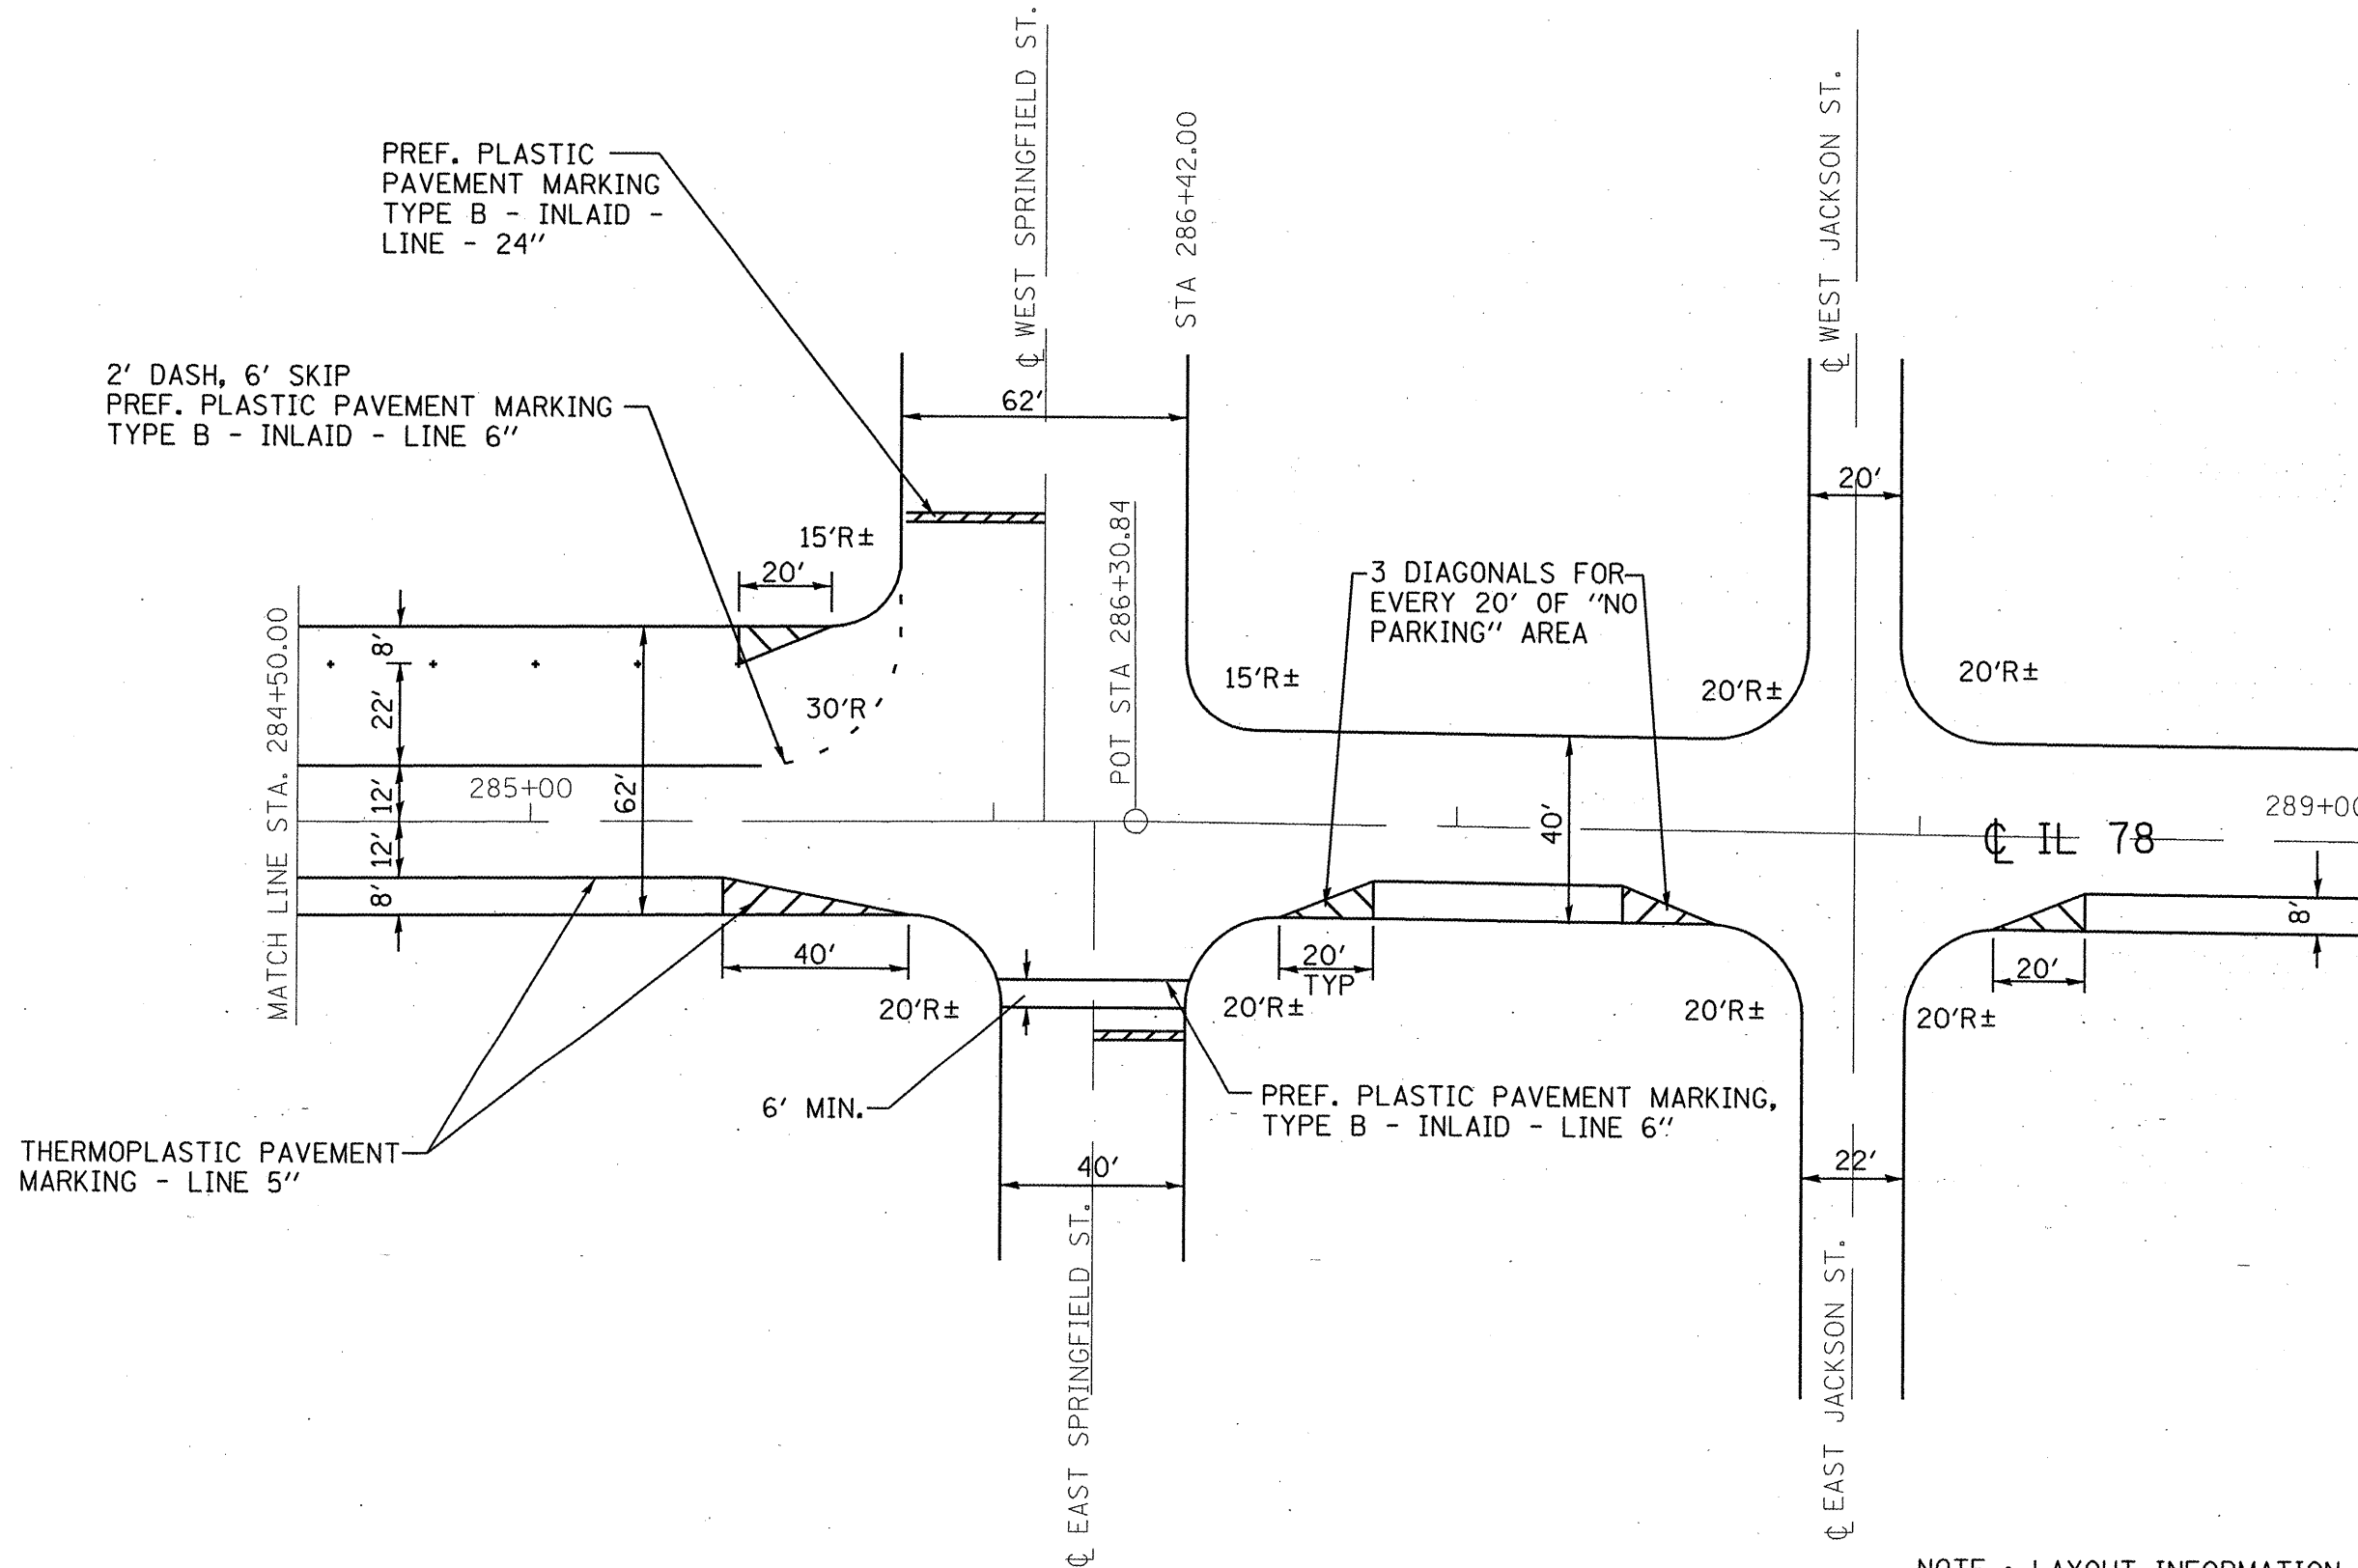 PREF. PLASTIC
PAVEMENT MARKING
TYPE B - INLAID -
LINE - 24"
℄ WEST SPRINGFIELD ST.
STA 286+42.00
℄ WEST JACKSON ST.
2' DASH, 6' SKIP
PREF. PLASTIC PAVEMENT MARKING
TYPE B - INLAID - LINE 6"
62'
20'
15'R±
20'
3 DIAGONALS FOR
EVERY 20' OF "NO
PARKING" AREA
MATCH LINE STA. 284+50.00
8'
22'
12'
12'
8'
62'
285+00
30'R
POT STA 286+30.84
15'R±
20'R±
20'R±
40'
289+00
℄ IL 78
8'
40'
20'
TYP
20'
20'R±
20'R±
20'R±
20'R±
6' MIN.
PREF. PLASTIC PAVEMENT MARKING,
TYPE B - INLAID - LINE 6"
THERMOPLASTIC PAVEMENT
MARKING - LINE 5"
40'
22'
℄ EAST SPRINGFIELD ST.
℄ EAST JACKSON ST.
NOTE : LAYOUT INFORMATION